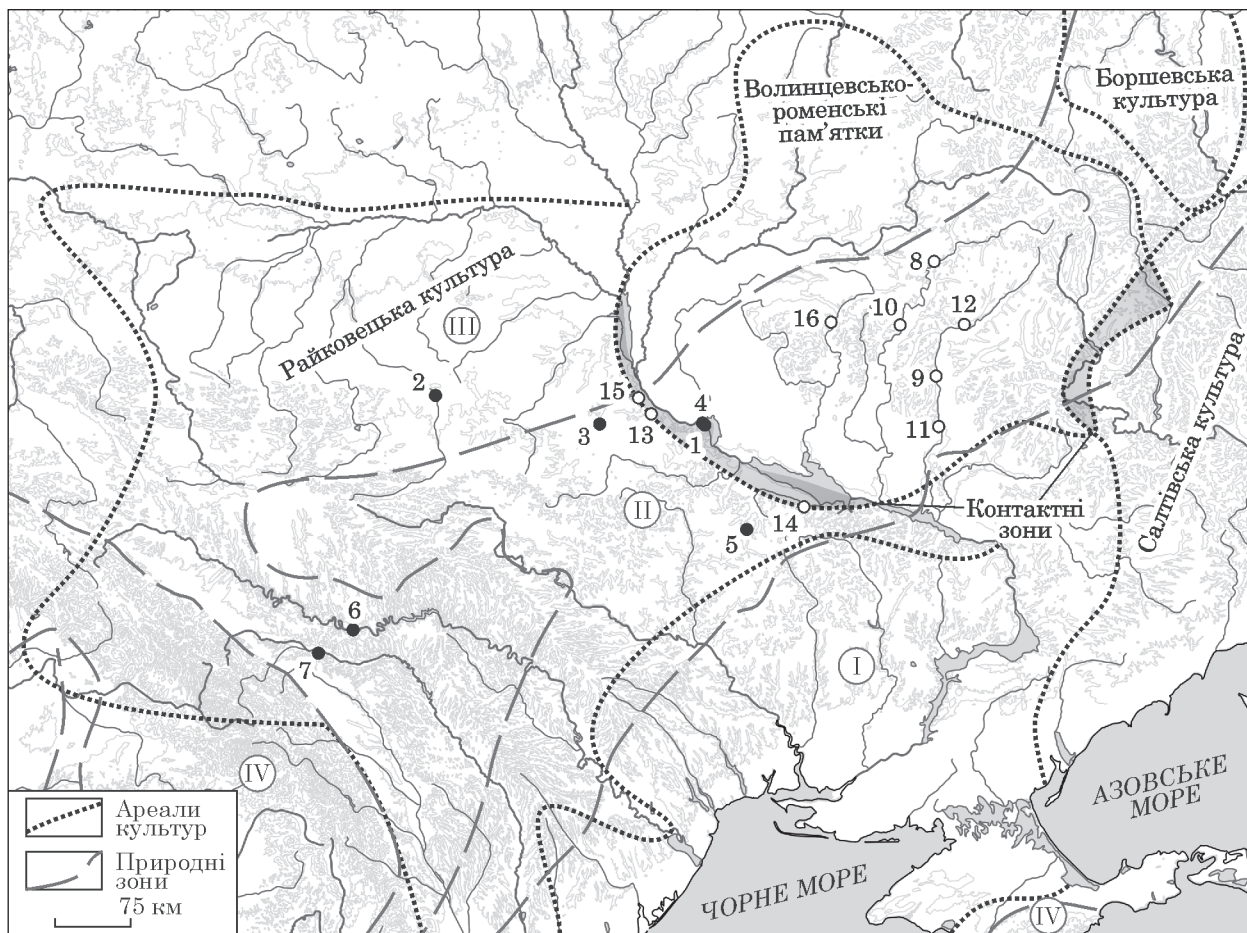 Волинцевсько-
роменські
пам’ятки
Боршевська
культура
Райковецька культура
III
8
16
10
12
2
9
15
4
3
13
1
11
Салтівська культура
II
Контактні
зони
14
5
6
7
I
IV
АЗОВСЬКЕ
МОРЕ
ЧОРНЕ МОРЕ
IV
Ареали
культур
Природні
зони
75 км